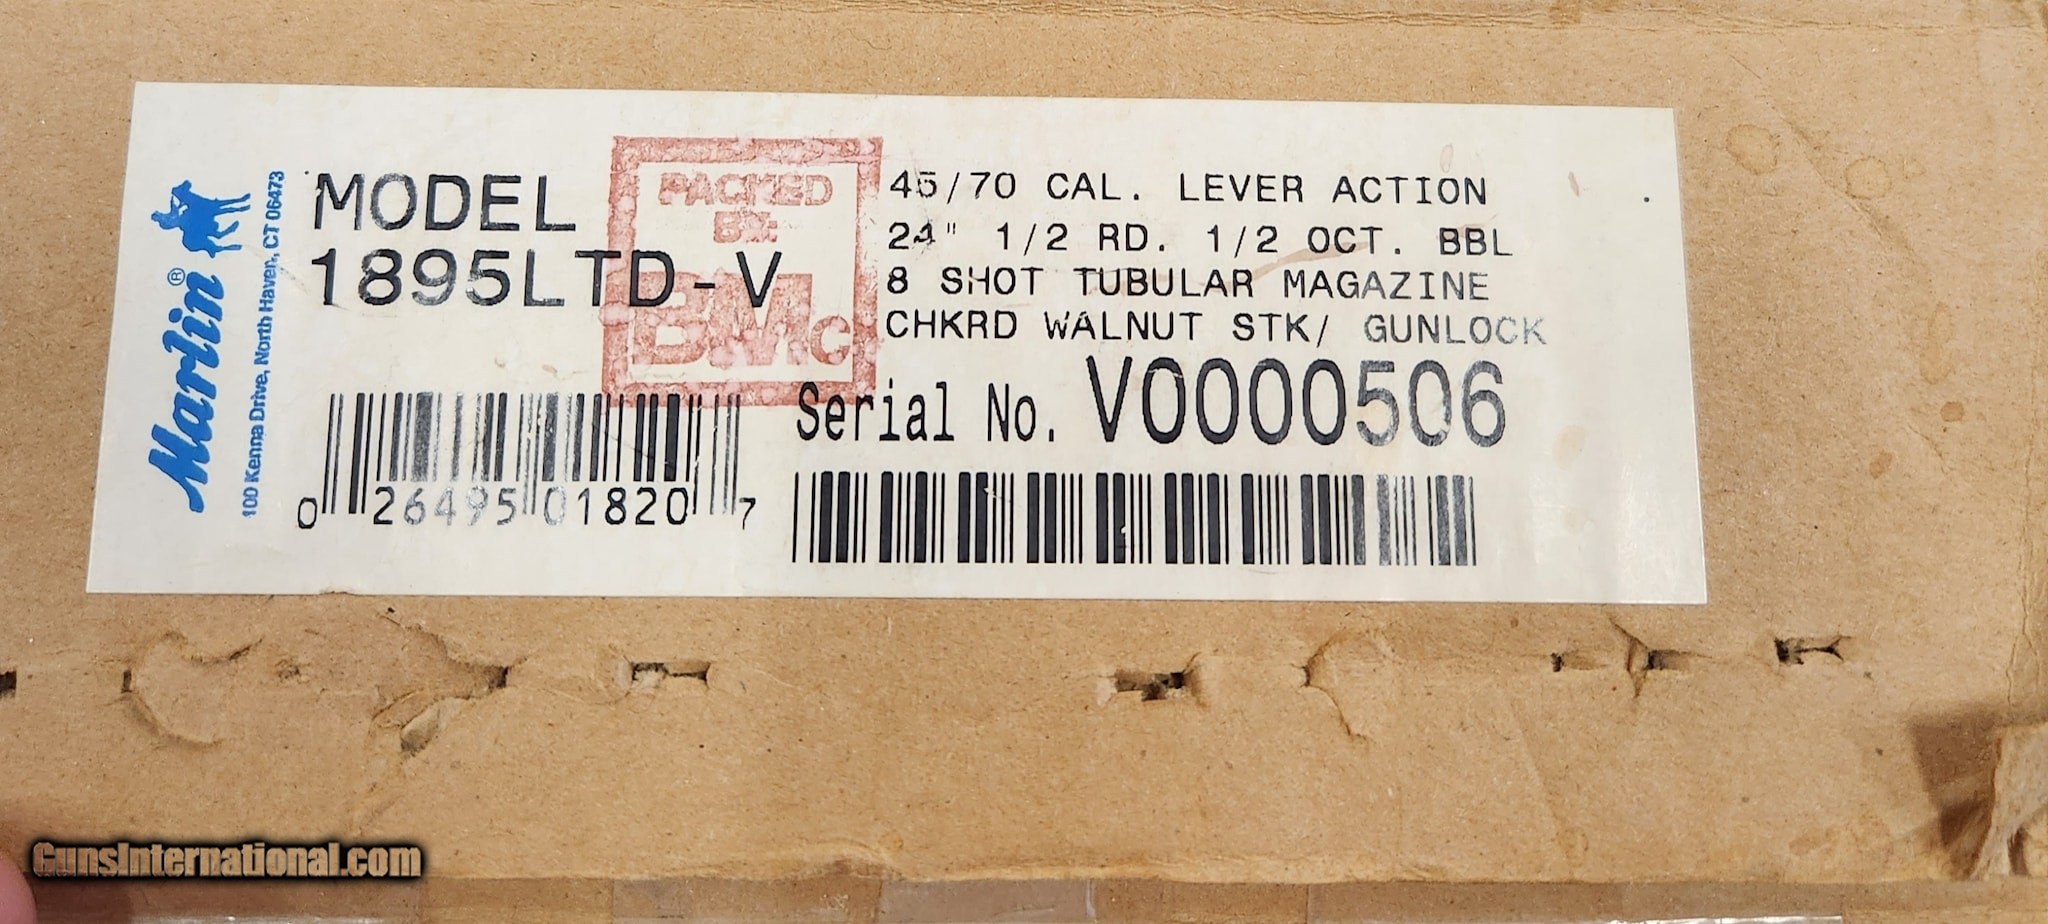 Marlin®
100 Kenna Drive, North Haven, CT 06473
MODEL
1895LTD-V
PACKED
BY:
BMc
45/70 CAL. LEVER ACTION
24" 1/2 RD. 1/2 OCT. BBL
8 SHOT TUBULAR MAGAZINE
CHKRD WALNUT STK/ GUNLOCK
Serial No. V0000506
0 26495 01820 7
GunsInternational.com